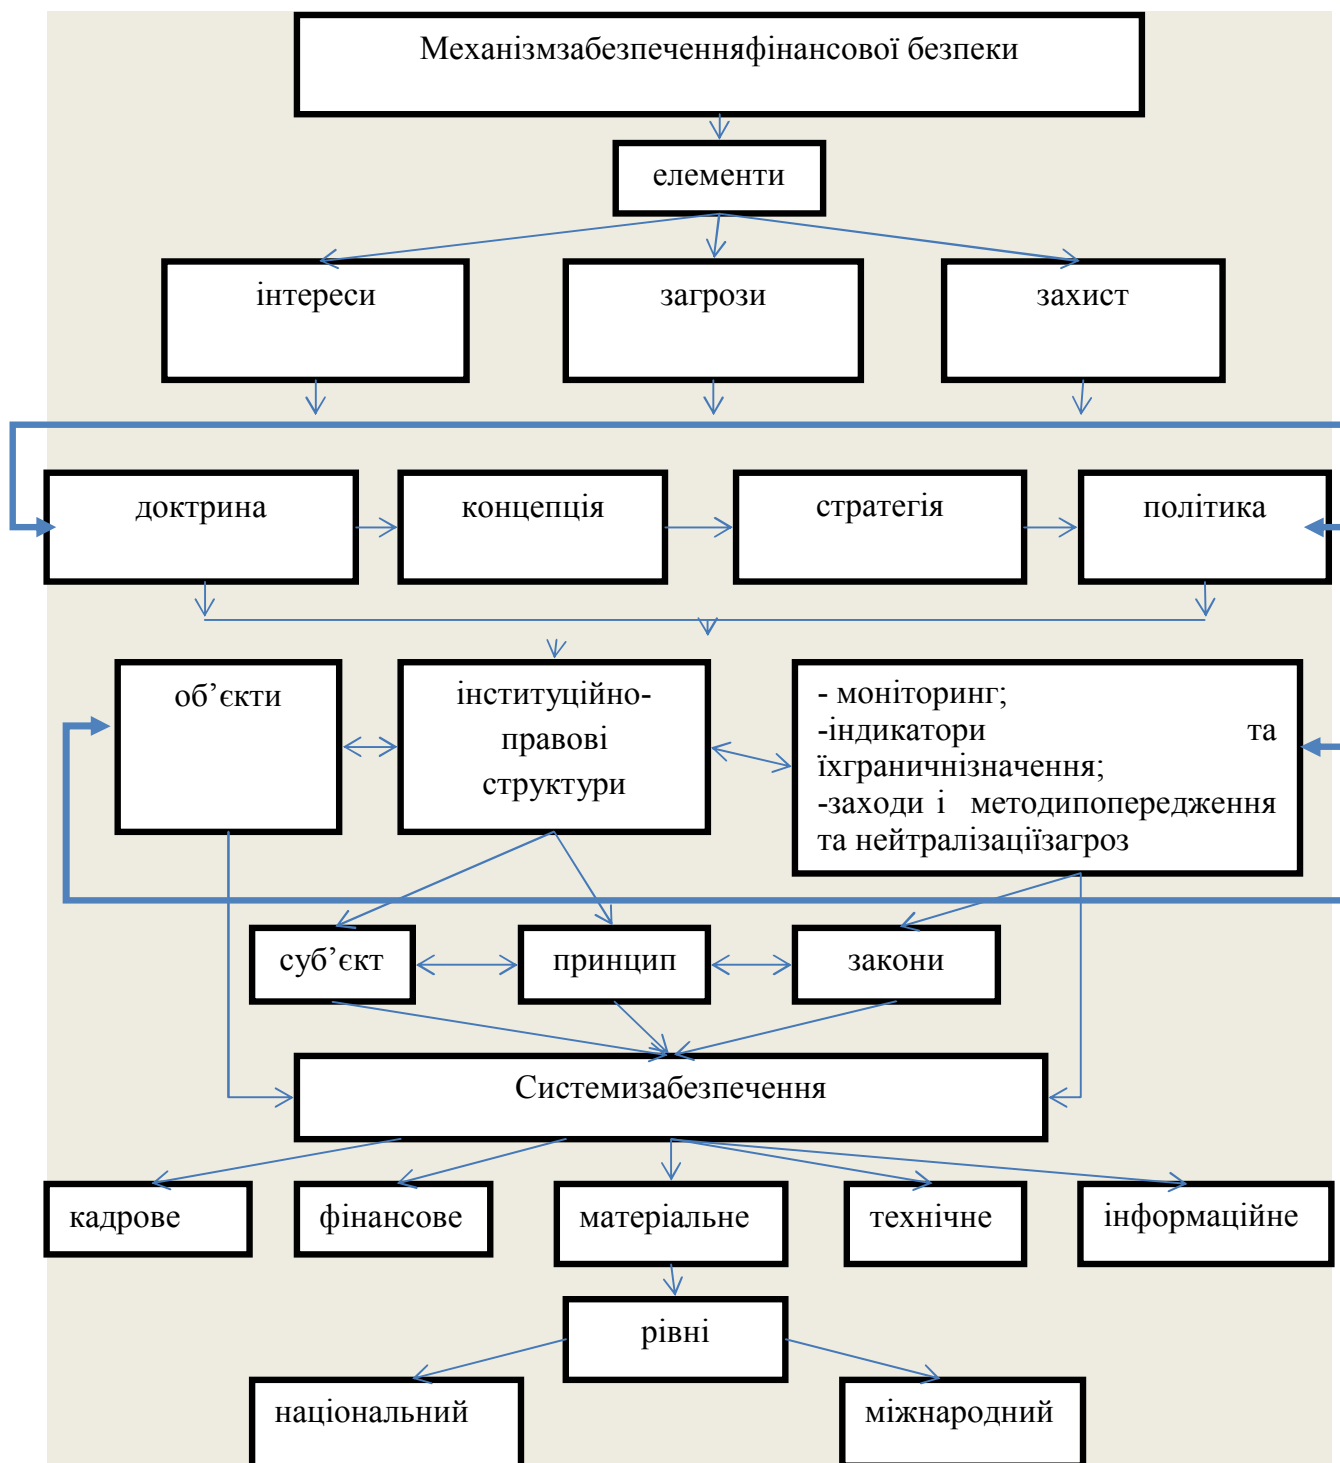 Механізмзабезпеченняфінансової безпеки
елементи
інтереси
загрози
захист
доктрина
концепція
стратегія
політика
об’єкти
інституційно-
правові
структури
- моніторинг;
-індикатори та
їхграничнізначення;
-заходи і методипопередження
та нейтралізаціїзагроз
суб’єкт
принцип
закони
Системизабезпечення
кадрове
фінансове
матеріальне
технічне
інформаційне
рівні
національний
міжнародний